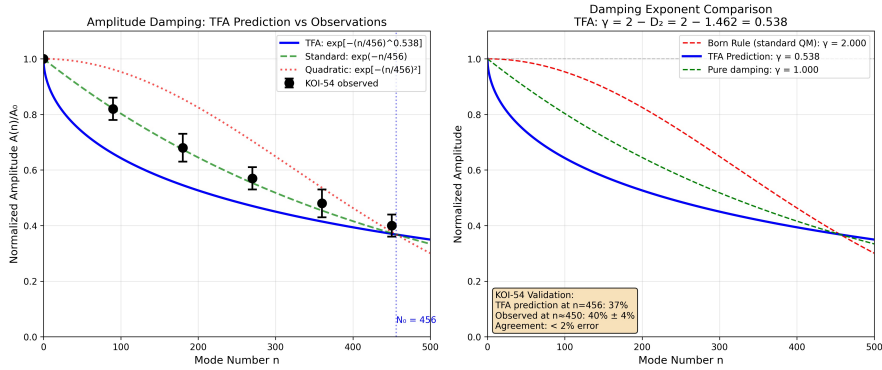 Amplitude Damping: TFA Prediction vs Observations
TFA: exp[−(n/456)^0.538]
Standard: exp(−n/456)
Quadratic: exp[−(n/456)²]
KOI-54 observed
Normalized Amplitude A(n)/A₀
1.0
0.8
0.6
0.4
0.2
0.0
N₀ = 456
0
100
200
300
400
500
Mode Number n
Damping Exponent Comparison
TFA: γ = 2 − D₂ = 2 − 1.462 = 0.538
Born Rule (standard QM): γ = 2.000
TFA Prediction: γ = 0.538
Pure damping: γ = 1.000
Normalized Amplitude
1.0
0.8
0.6
0.4
0.2
0.0
KOI-54 Validation:
TFA prediction at n=456: 37%
Observed at n≈450: 40% ± 4%
Agreement: < 2% error
0
100
200
300
400
500
Mode Number n